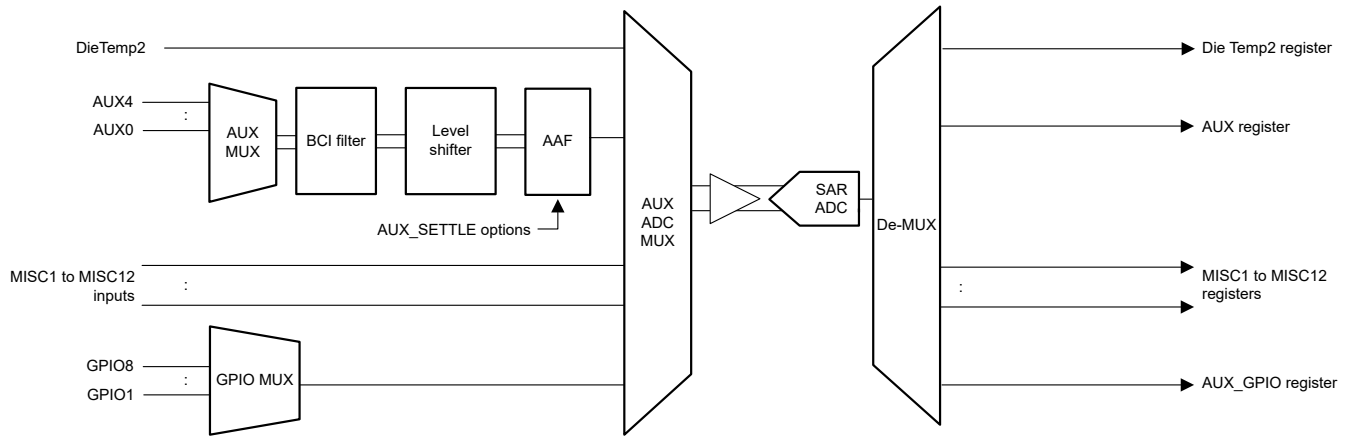 DieTemp2
AUX4
:
AUX0
AUX
MUX
BCI filter
Level
shifter
AAF
AUX_SETTLE options
MISC1 to MISC12
inputs
:
GPIO8
:
GPIO1
GPIO MUX
AUX
ADC
MUX
SAR
ADC
De-MUX
Die Temp2 register
AUX register
:
MISC1 to MISC12
registers
AUX_GPIO register